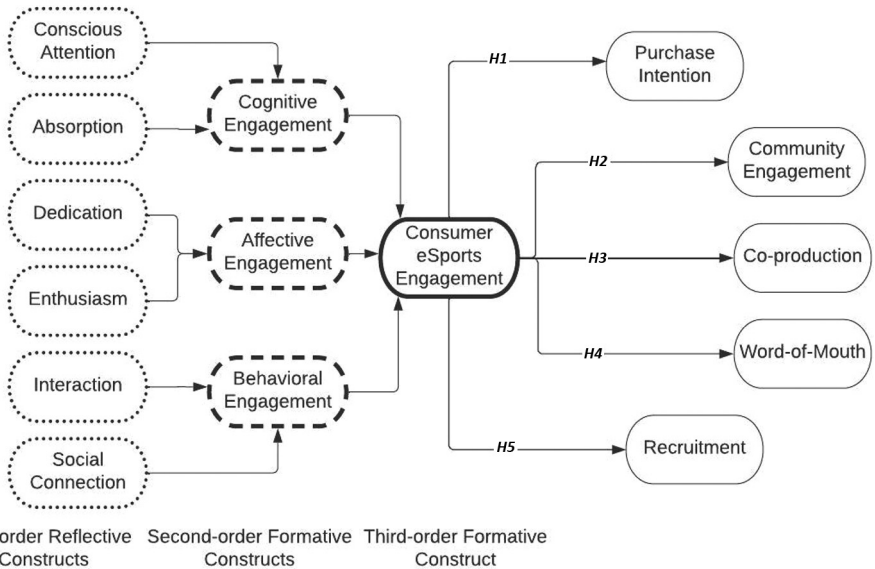 Conscious
Attention
Absorption
Dedication
Enthusiasm
Interaction
Social
Connection
Cognitive
Engagement
Affective
Engagement
Behavioral
Engagement
Consumer
eSports
Engagement
H1
H2
H3
H4
H5
Purchase
Intention
Community
Engagement
Co-production
Word-of-Mouth
Recruitment
order Reflective
Constructs
Second-order Formative
Constructs
Third-order Formative
Construct